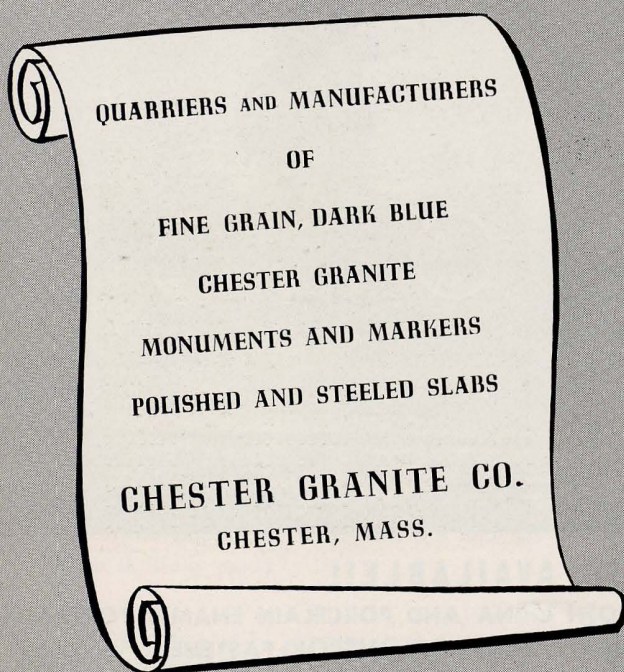 QUARRIERS AND MANUFACTURERS
OF
FINE GRAIN, DARK BLUE
CHESTER GRANITE
MONUMENTS AND MARKERS
POLISHED AND STEELED SLABS
CHESTER GRANITE CO.
CHESTER, MASS.